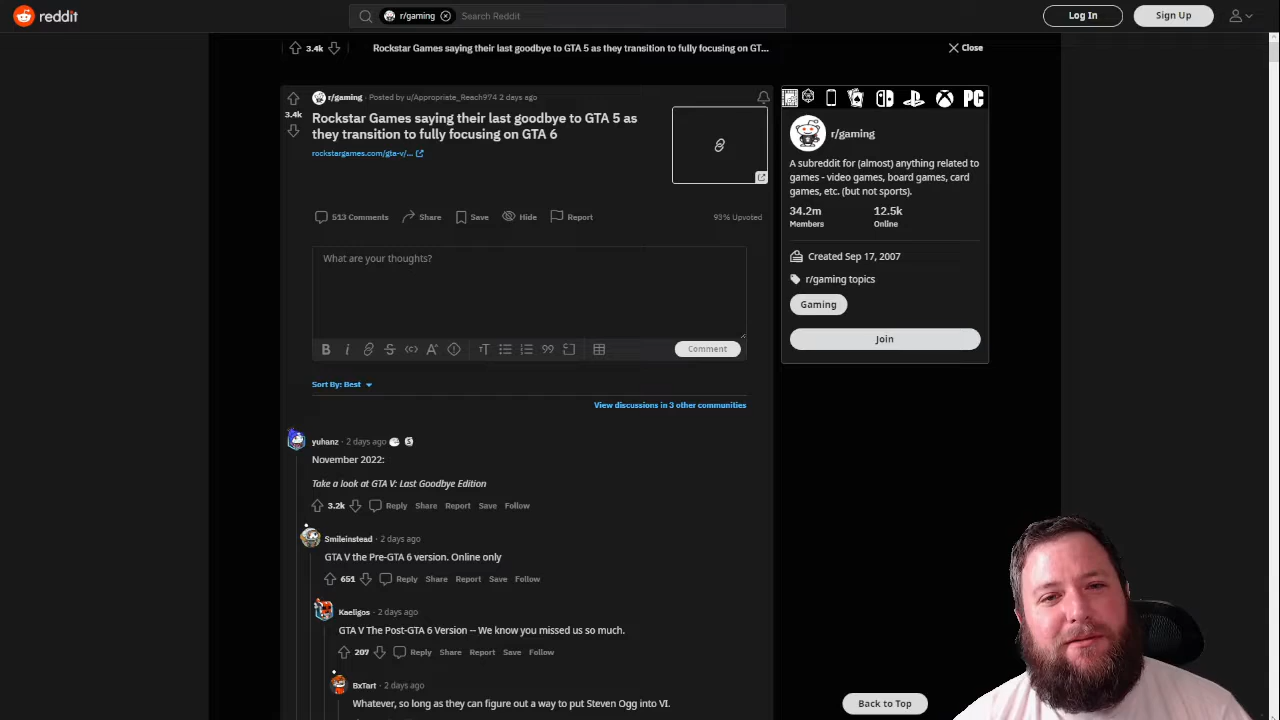 reddit
r/gaming
Search Reddit
Log In
Sign Up
3.4k
Rockstar Games saying their last goodbye to GTA 5 as they transition to fully focusing on GT...
Close
r/gaming · Posted by u/Appropriate_Reach974 2 days ago
3.4k
Rockstar Games saying their last goodbye to GTA 5 as
they transition to fully focusing on GTA 6
rockstargames.com/gta-v/...
513 Comments
Share
Save
Hide
Report
93% Upvoted
What are your thoughts?
Comment
Sort By: Best
View discussions in 3 other communities
yuhanz · 2 days ago
November 2022:
Take a look at GTA V: Last Goodbye Edition
3.2k
Reply
Share
Report
Save
Follow
Smileinstead · 2 days ago
GTA V the Pre-GTA 6 version. Online only
651
Reply
Share
Report
Save
Follow
Kaeligos · 2 days ago
GTA V The Post-GTA 6 Version -- We know you missed us so much.
207
Reply
Share
Report
Save
Follow
BxTart · 2 days ago
Whatever, so long as they can figure out a way to put Steven Ogg into VI.
PC
r/gaming
A subreddit for (almost) anything related to
games - video games, board games, card
games, etc. (but not sports).
34.2m
Members
12.5k
Online
Created Sep 17, 2007
r/gaming topics
Gaming
Join
Back to Top